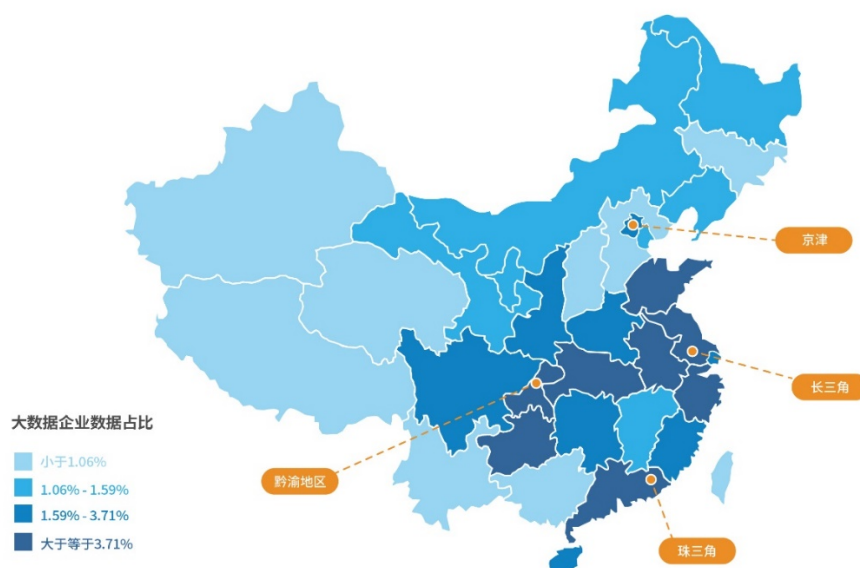 京津
长三角
大数据企业数据占比
小于1.06%
黔渝地区
1.06% - 1.59%
1.59% - 3.71%
大于等于3.71%
珠三角